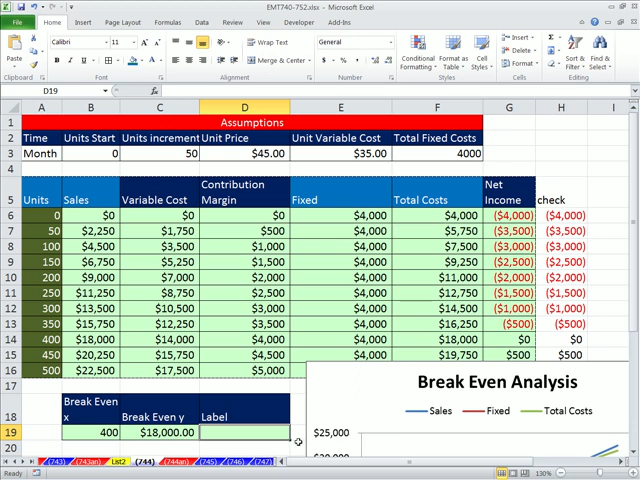 EMT740-752.xlsx - Microsoft Excel
File Home Insert Page Layout Formulas Data Review View Developer Add-Ins
Paste Calibri 11 A A Wrap Text General Conditional Formatting Format as Table Cell Styles Insert Delete Format Sort & Filter Find & Select
B I U A Merge & Center $ % ,
Clipboard Font Alignment Number Styles Cells Editing
D19 fx
A B C D E F G H I
1 Assumptions
2 Time Units Start Units increment Unit Price Unit Variable Cost Total Fixed Costs
3 Month 0 50 $45.00 $35.00 4000
4
5 Units Sales Variable Cost Contribution Margin Fixed Total Costs Net Income check
6 0 $0 $0 $0 $4,000 $4,000 ($4,000) ($4,000)
7 50 $2,250 $1,750 $500 $4,000 $5,750 ($3,500) ($3,500)
8 100 $4,500 $3,500 $1,000 $4,000 $7,500 ($3,000) ($3,000)
9 150 $6,750 $5,250 $1,500 $4,000 $9,250 ($2,500) ($2,500)
10 200 $9,000 $7,000 $2,000 $4,000 $11,000 ($2,000) ($2,000)
11 250 $11,250 $8,750 $2,500 $4,000 $12,750 ($1,500) ($1,500)
12 300 $13,500 $10,500 $3,000 $4,000 $14,500 ($1,000) ($1,000)
13 350 $15,750 $12,250 $3,500 $4,000 $16,250 ($500) ($500)
14 400 $18,000 $14,000 $4,000 $4,000 $18,000 $0 $0
15 450 $20,250 $15,750 $4,500 $4,000 $19,750 $500 $500
16 500 $22,500 $17,500 $5,000
17 Break Even Analysis
18 Break Even x Break Even y Label
Sales Fixed Total Costs
19 400 $18,000.00 $25,000
20
(743) (743an) List2 (744) (744an) (745) (746) (747)
Ready 130%